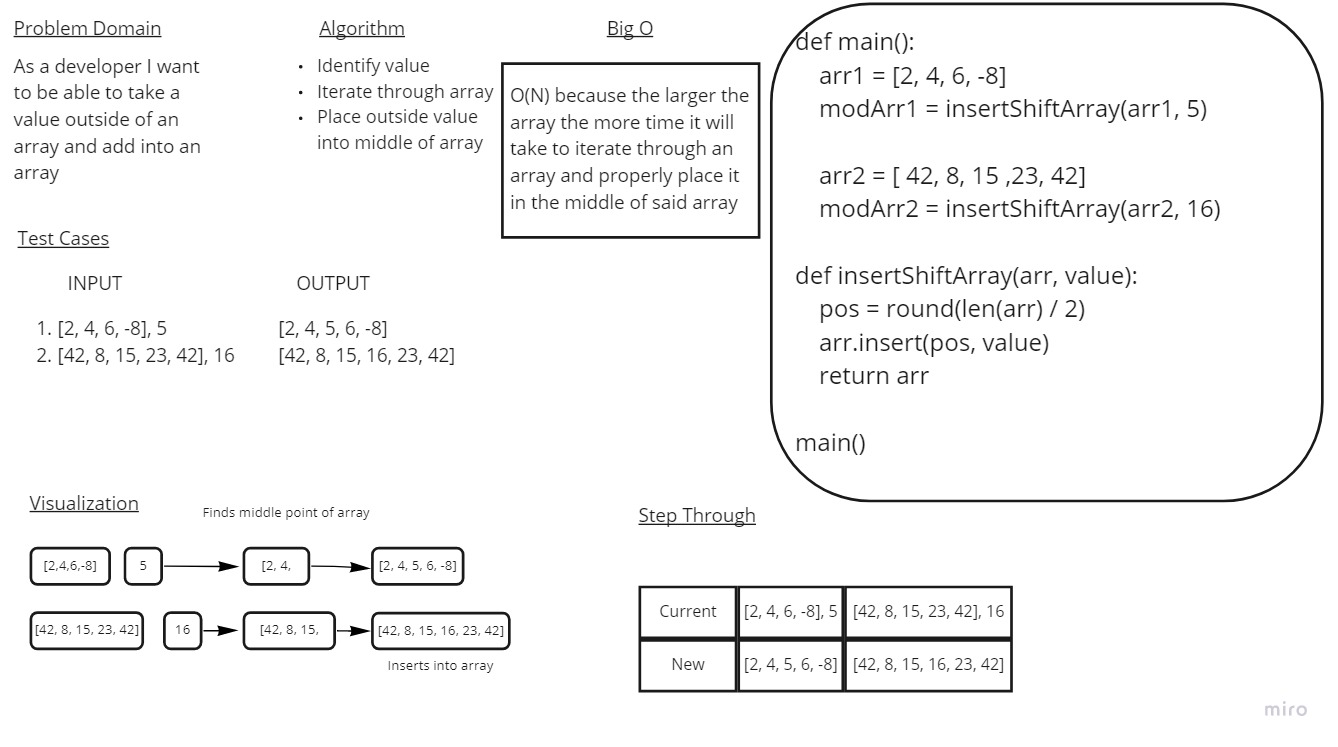 Problem Domain
As a developer I want
to be able to take a
value outside of an
array and add into an
array
Algorithm
• Identify value
• Iterate through array
• Place outside value
into middle of array
Big O
O(N) because the larger the
array the more time it will
take to iterate through an
array and properly place it
in the middle of said array
def main():
arr1 = [2, 4, 6, -8]
modArr1 = insertShiftArray(arr1, 5)
arr2 = [ 42, 8, 15 ,23, 42]
modArr2 = insertShiftArray(arr2, 16)
def insertShiftArray(arr, value):
pos = round(len(arr) / 2)
arr.insert(pos, value)
return arr
main()
Test Cases
INPUT OUTPUT
1. [2, 4, 6, -8], 5 [2, 4, 5, 6, -8]
2. [42, 8, 15, 23, 42], 16 [42, 8, 15, 16, 23, 42]
Visualization
Finds middle point of array
[2,4,6,-8] 5 [2, 4, [2, 4, 5, 6, -8]
[42, 8, 15, 23, 42] 16 [42, 8, 15, [42, 8, 15, 16, 23, 42]
Inserts into array
Step Through
Current [2, 4, 6, -8], 5 [42, 8, 15, 23, 42], 16
New [2, 4, 5, 6, -8] [42, 8, 15, 16, 23, 42]
miro